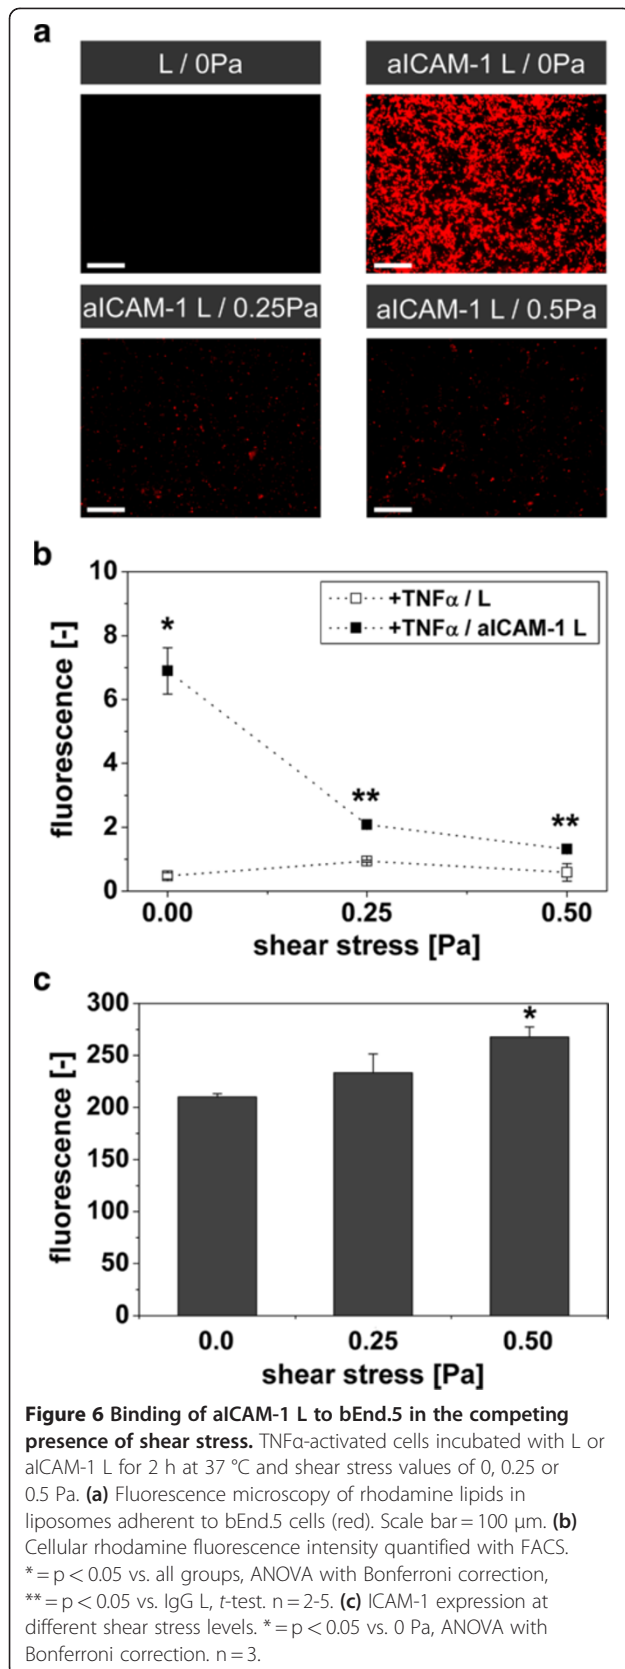 a
L / 0Pa
aICAM-1 L / 0Pa
aICAM-1 L / 0.25Pa
aICAM-1 L / 0.5Pa
b
10
8
6
4
2
0
fluorescence [-]
+TNFα / L
+TNFα / aICAM-1 L
*
**
**
0.00
0.25
0.50
shear stress [Pa]
c
300
250
200
150
100
50
0
fluorescence [-]
*
0.0
0.25
0.50
shear stress [Pa]
Figure 6 Binding of aICAM-1 L to bEnd.5 in the competing
presence of shear stress. TNFα-activated cells incubated with L or
aICAM-1 L for 2 h at 37 °C and shear stress values of 0, 0.25 or
0.5 Pa. (a) Fluorescence microscopy of rhodamine lipids in
liposomes adherent to bEnd.5 cells (red). Scale bar = 100 μm. (b)
Cellular rhodamine fluorescence intensity quantified with FACS.
* = p < 0.05 vs. all groups, ANOVA with Bonferroni correction,
** = p < 0.05 vs. IgG L, t-test. n = 2-5. (c) ICAM-1 expression at
different shear stress levels. * = p < 0.05 vs. 0 Pa, ANOVA with
Bonferroni correction. n = 3.